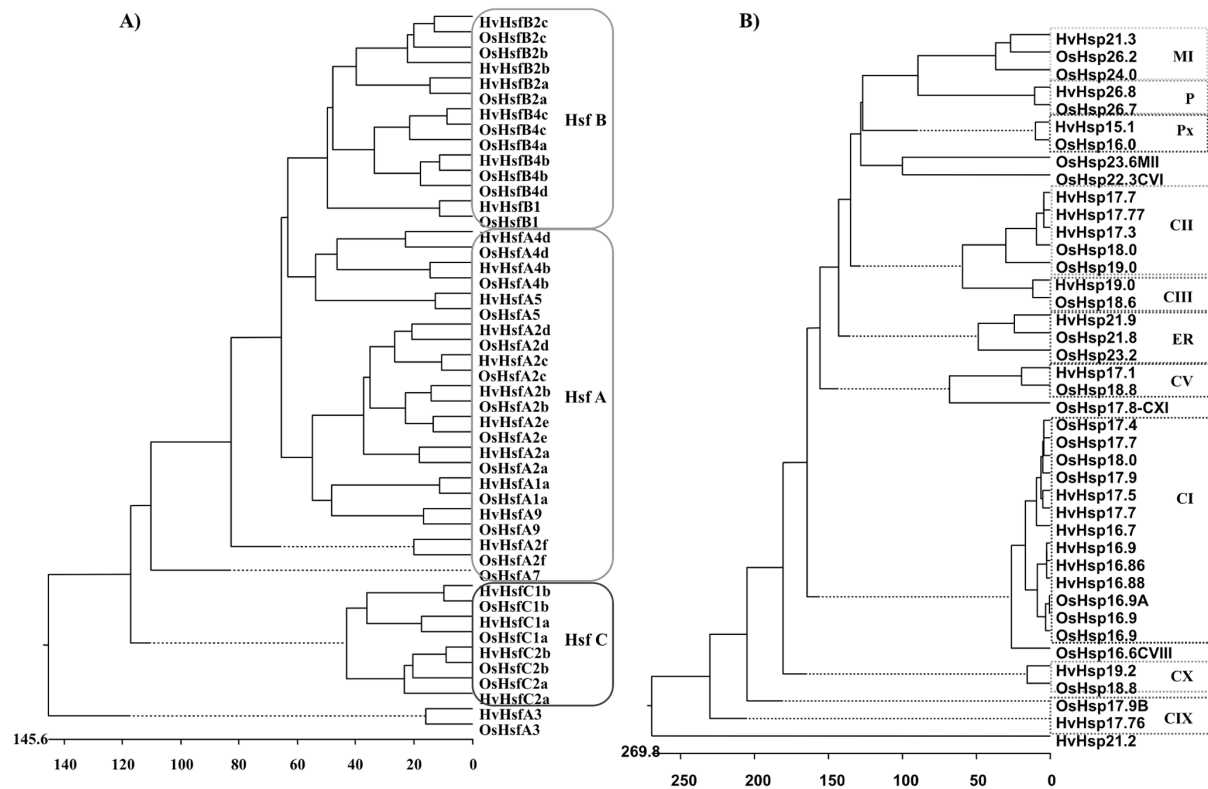 A)
HvHsfB2c
OsHsfB2c
OsHsfB2b
HvHsfB2b
HvHsfB2a
OsHsfB2a
HvHsfB4c
OsHsfB4c
OsHsfB4a
HvHsfB4b
OsHsfB4b
OsHsfB4d
HvHsfB1
OsHsfB1
Hsf B
HvHsfA4d
OsHsfA4d
HvHsfA4b
OsHsfA4b
HvHsfA5
OsHsfA5
HvHsfA2d
OsHsfA2d
HvHsfA2c
OsHsfA2c
HvHsfA2b
OsHsfA2b
HvHsfA2e
OsHsfA2e
HvHsfA2a
OsHsfA2a
HvHsfA1a
OsHsfA1a
HvHsfA9
OsHsfA9
HvHsfA2f
OsHsfA2f
OsHsfA7
Hsf A
HvHsfC1b
OsHsfC1b
HvHsfC1a
OsHsfC1a
HvHsfC2b
OsHsfC2b
OsHsfC2a
HvHsfC2a
Hsf C
HvHsfA3
OsHsfA3
145.6
140 120 100 80 60 40 20 0
B)
HvHsp21.3
OsHsp26.2
OsHsp24.0
MI
HvHsp26.8
OsHsp26.7
P
HvHsp15.1
OsHsp16.0
Px
OsHsp23.6MII
OsHsp22.3CVI
HvHsp17.7
HvHsp17.77
HvHsp17.3
OsHsp18.0
OsHsp19.0
CII
HvHsp19.0
OsHsp18.6
CIII
HvHsp21.9
OsHsp21.8
OsHsp23.2
ER
HvHsp17.1
OsHsp18.8
CV
OsHsp17.8-CXI
OsHsp17.4
OsHsp17.7
OsHsp18.0
OsHsp17.9
HvHsp17.5
HvHsp17.7
HvHsp16.7
HvHsp16.9
HvHsp16.86
HvHsp16.88
OsHsp16.9A
OsHsp16.9
OsHsp16.9
CI
OsHsp16.6CVIII
HvHsp19.2
OsHsp18.8
CX
OsHsp17.9B
HvHsp17.76
CIX
HvHsp21.2
269.8
250 200 150 100 50 0